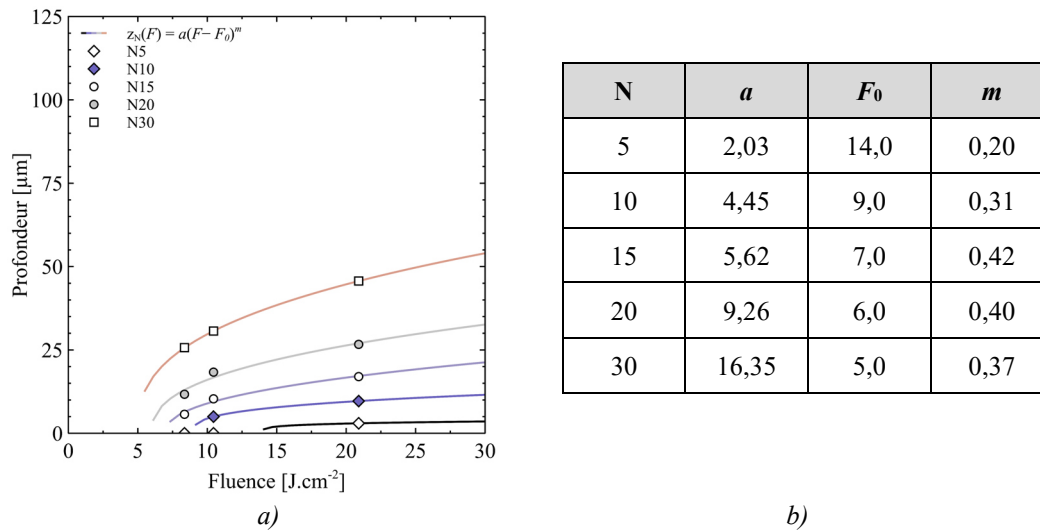 125
100
75
50
25
0
Profondeur [µm]
z_N(F) = a(F− F_0)^m
N5
N10
N15
N20
N30
0 5 10 15 20 25 30
Fluence [J.cm⁻²]
a)
N a F₀ m
5 2,03 14,0 0,20
10 4,45 9,0 0,31
15 5,62 7,0 0,42
20 9,26 6,0 0,40
30 16,35 5,0 0,37
b)